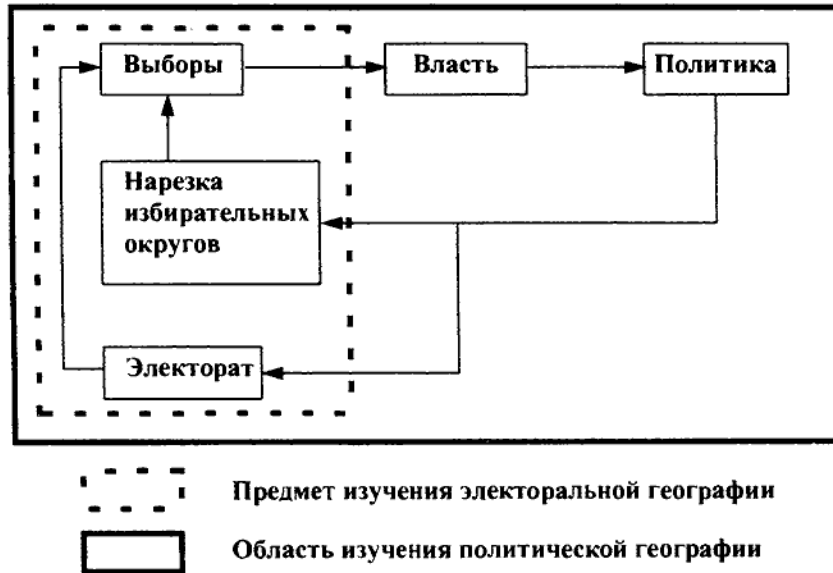 Выборы
Власть
Политика
Нарезка
избирательных
округов
Электорат
Предмет изучения электоральной географии
Область изучения политической географии